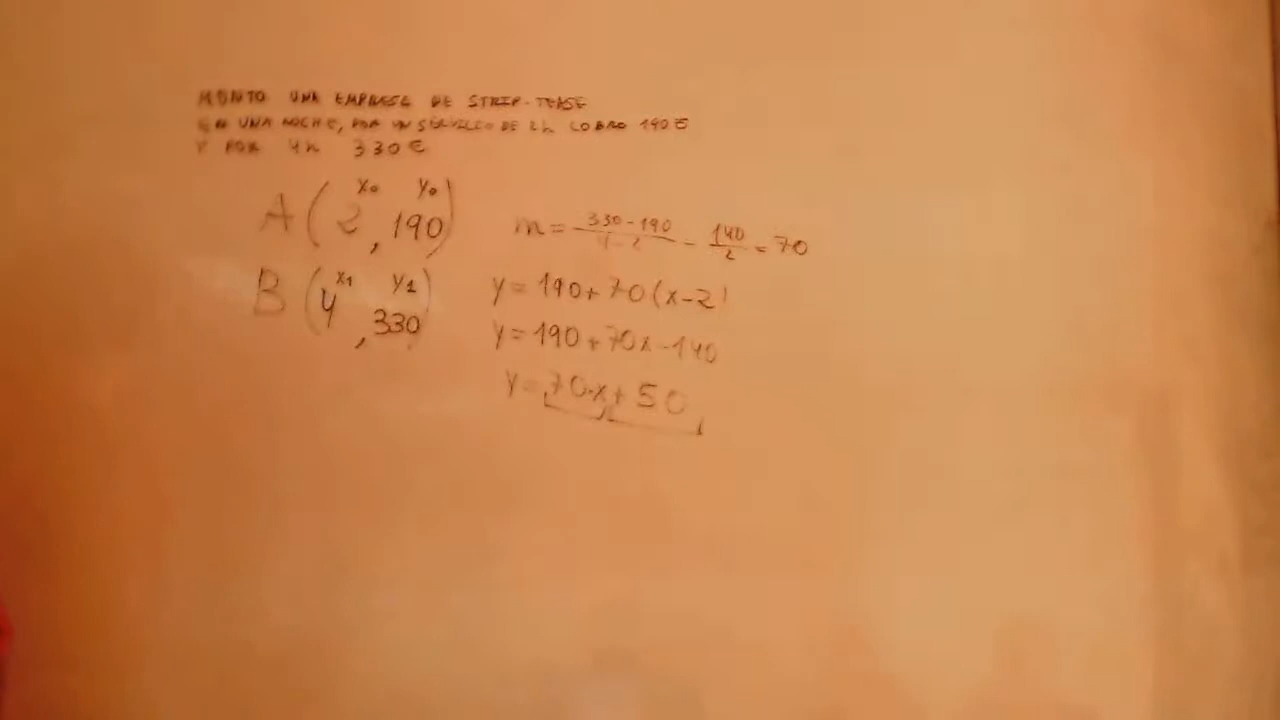 MONTO UNA EMPRESA DE STRIP-TEASE
EN UNA NOCHE, POR UN SERVICIO DE 2h COBRO 190€
Y POR 4h 330€
x₀ y₀
A(2, 190)
x₁ y₁
B(4, 330)
m = (330-190)/(4-2) = 140/2 = 70
y = 190+70(x-2)
y = 190+70x-140
y = 70·x+50